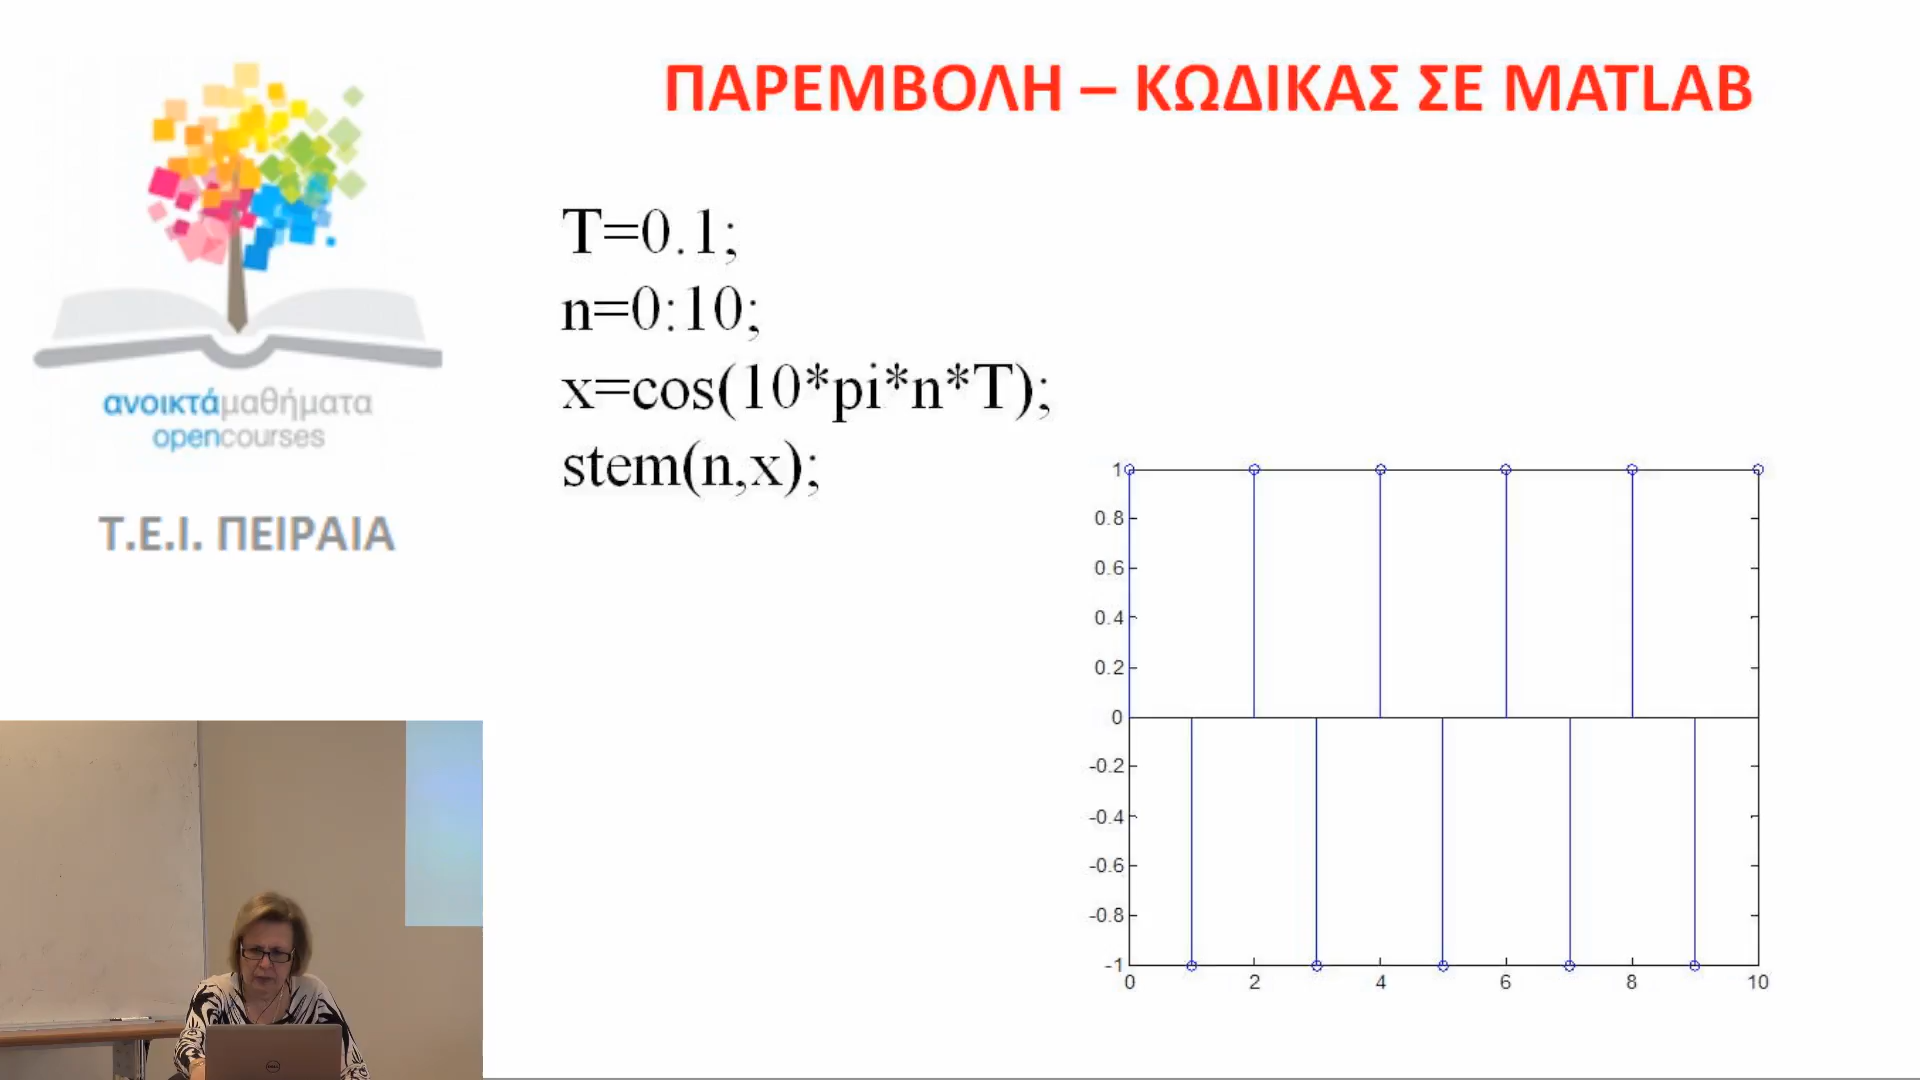 ΠΑΡΕΜΒΟΛΗ – ΚΩΔΙΚΑΣ ΣΕ MATLAB
ανοικτάμαθήματα
opencourses
Τ.Ε.Ι. ΠΕΙΡΑΙΑ
T=0.1;
n=0:10;
x=cos(10*pi*n*T);
stem(n,x);
1
0.8
0.6
0.4
0.2
0
-0.2
-0.4
-0.6
-0.8
-1
0 2 4 6 8 10
DELL